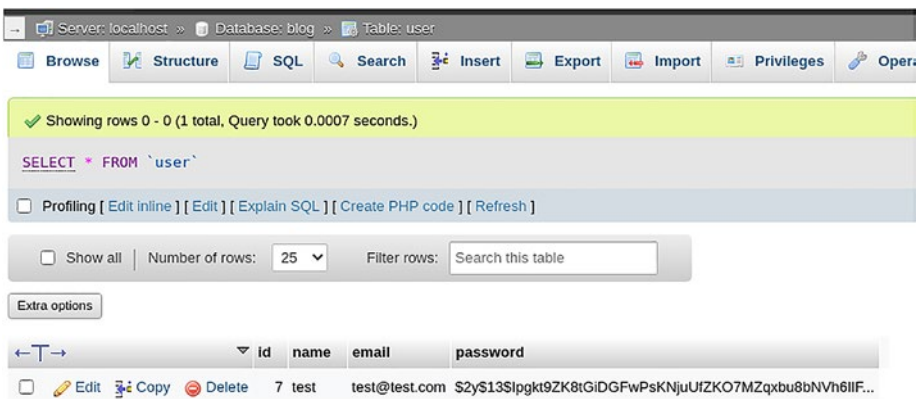 Server: localhost » Database: blog » Table: user
Browse Structure SQL Search Insert Export Import Privileges Opera
Showing rows 0 - 0 (1 total, Query took 0.0007 seconds.)
SELECT * FROM `user`
Profiling [ Edit inline ] [ Edit ] [ Explain SQL ] [ Create PHP code ] [ Refresh ]
Show all Number of rows: 25 Filter rows: Search this table
Extra options
←T→ id name email password
Edit Copy Delete 7 test test@test.com $2y$13$Ipgkt9ZK8tGiDGFwPsKNjuUfZKO7MZqxbu8bNVh6IIF...